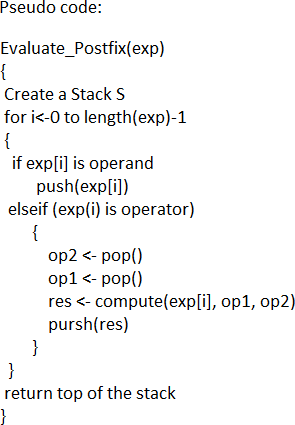 Pseudo code:
Evaluate_Postfix(exp)
{
Create a Stack S
for i<-0 to length(exp)-1
{
if exp[i] is operand
push(exp[i])
elseif (exp(i) is operator)
{
op2 <- pop()
op1 <- pop()
res <- compute(exp[i], op1, op2)
pursh(res)
}
}
return top of the stack
}